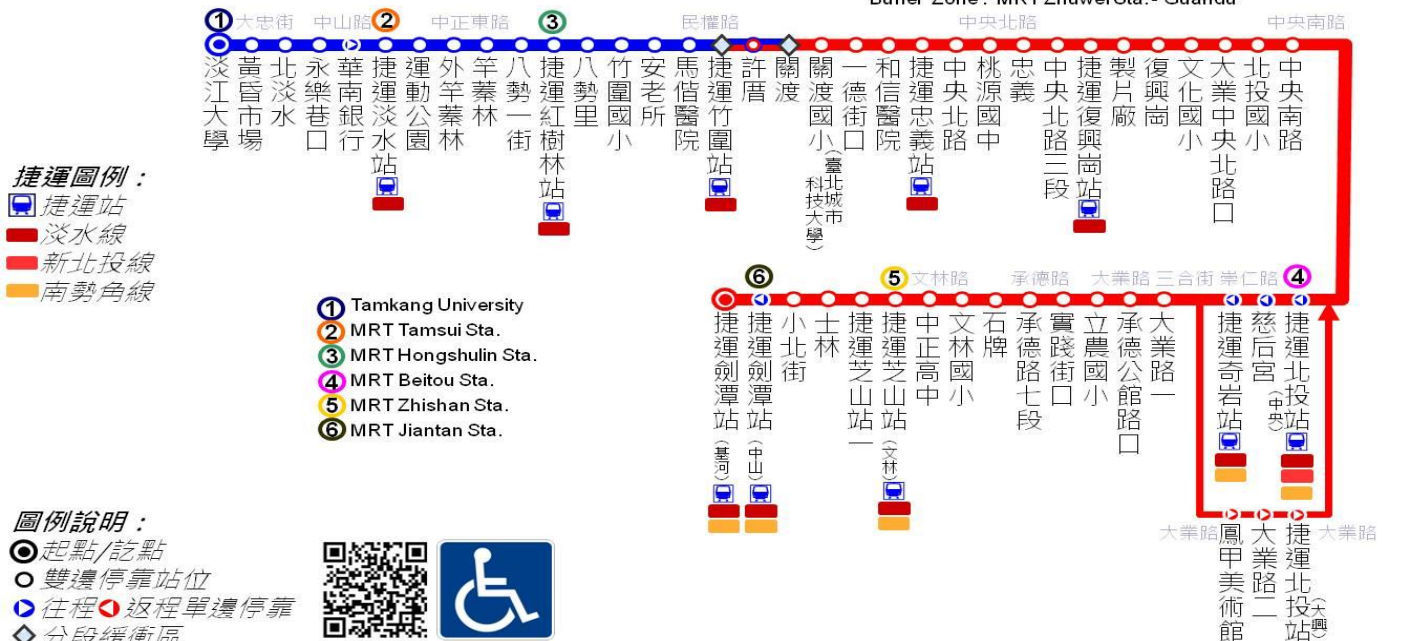 Buffer Zone : MRT Zhuwei Sta.- Guandu
① 大忠街 中山路 ② 中正東路 ③ 民權路 中央北路 中央南路
淡江大學
黃昏市場
北淡水
永樂巷口
華南銀行
捷運淡水站
運動公園
外竿蓁林
竿蓁林
八勢一街
捷運紅樹林站
八勢里
竹圍國小
安老所
馬偕醫院
捷運竹圍站
許厝
關渡
關渡國小(臺北城市科技大學)
一德街口
和信醫院
捷運忠義站
中央北路
桃源國中
忠義
中央北路三段
捷運復興崗站
製片廠
復興崗
文化國小
大業中央北路口
北投國小
中央南路
捷運圖例：
捷運站
淡水線
新北投線
南勢角線
① Tamkang University
② MRT Tamsui Sta.
③ MRT Hongshulin Sta.
④ MRT Beitou Sta.
⑤ MRT Zhishan Sta.
⑥ MRT Jiantan Sta.
⑥ ⑤ 文林路 承德路 大業路 三合街 崇仁路 ④
捷運劍潭站(基河)
捷運劍潭站(中山)
小北街
士林
捷運芝山站一
捷運芝山站(文林)
中正高中
文林國小
石牌
承德路七段
實踐街口
立農國小
承德公館路口
大業路一
捷運奇岩站
慈后宮(中央)
捷運北投站
大業路 大業路
鳳甲美術館
大業路二
捷運北投站(大興)
圖例說明：
起點/訖點
雙邊停靠站位
往程 返程單邊停靠
分段緩衝區